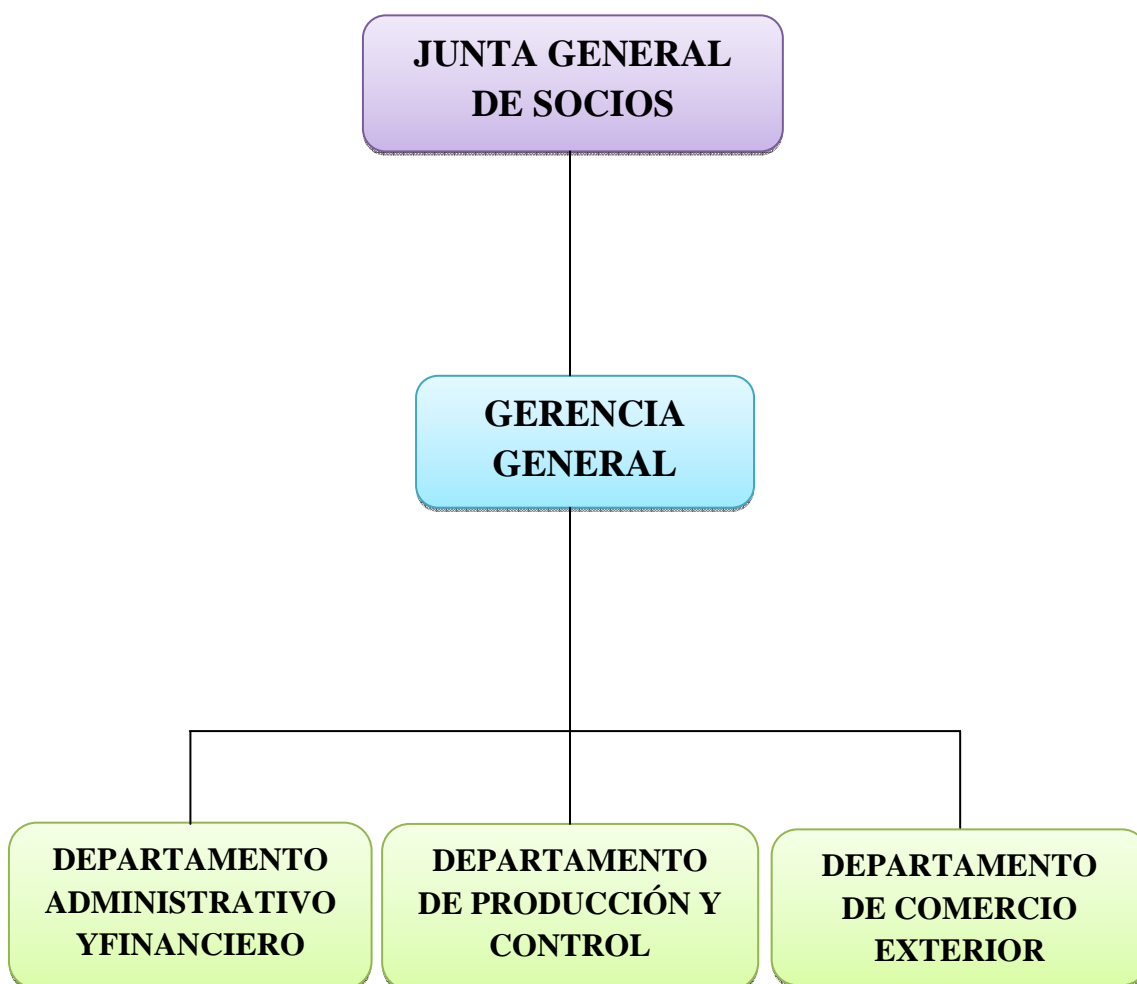 JUNTA GENERAL
DE SOCIOS
GERENCIA
GENERAL
DEPARTAMENTO
ADMINISTRATIVO
YFINANCIERO
DEPARTAMENTO
DE PRODUCCIÓN Y
CONTROL
DEPARTAMENTO
DE COMERCIO
EXTERIOR